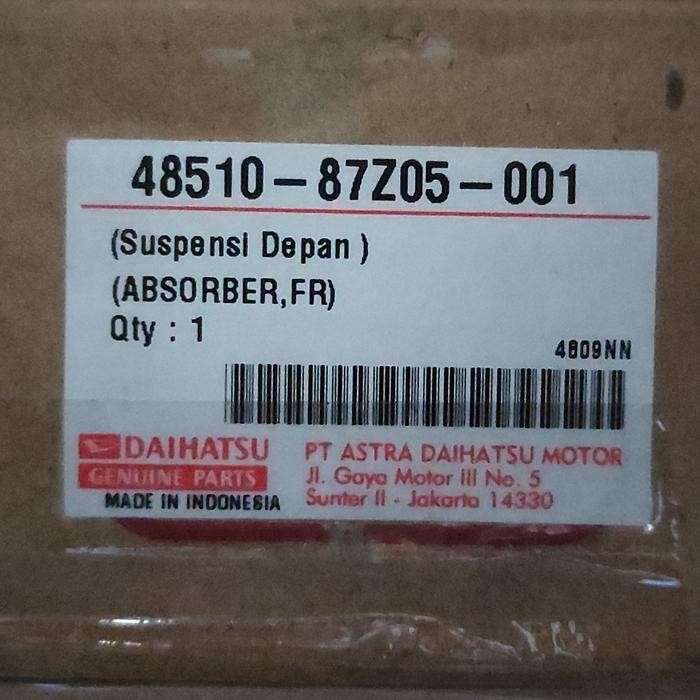 48510-87Z05-001
(Suspensi Depan )
(ABSORBER,FR)
Qty : 1
4809NN
DAIHATSU
GENUINE PARTS
MADE IN INDONESIA
PT ASTRA DAIHATSU MOTOR
Jl. Gaya Motor III No. 5
Sunter II - Jakarta 14330